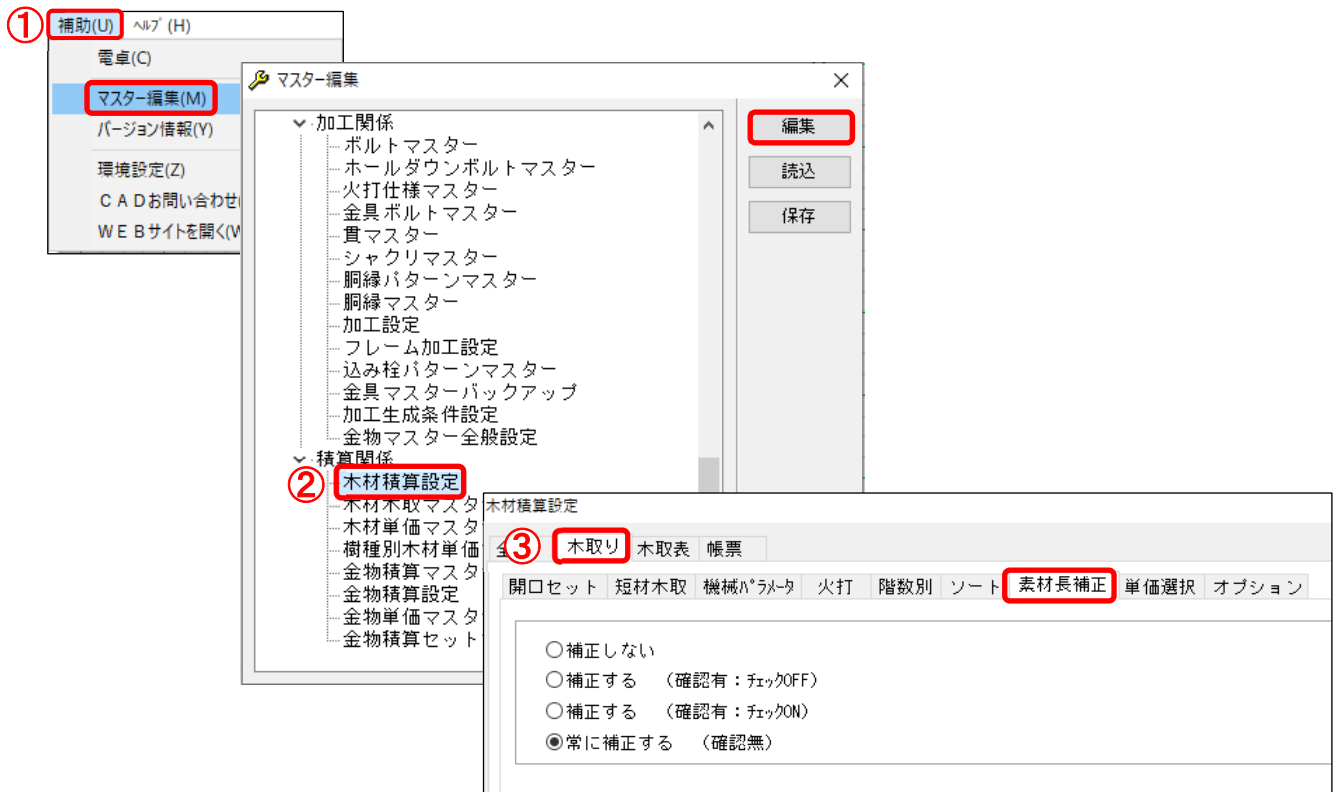 ①
補助(U) ﾍﾙﾌﾟ(H)
電卓(C)
マスター編集(M)
バージョン情報(Y)
環境設定(Z)
ＣＡＤお問い合わせ(
ＷＥＢサイトを開く(W
マスター編集
加工関係
ボルトマスター
ホールダウンボルトマスター
火打仕様マスター
金具ボルトマスター
貫マスター
シャクリマスター
胴縁パターンマスター
胴縁マスター
加工設定
フレーム加工設定
込み栓パターンマスター
金具マスターバックアップ
加工生成条件設定
金物マスター全般設定
積算関係
② 木材積算設定
木材木取マスタ
木材単価マスタ
樹種別木材単価
金物積算マスタ
金物積算設定
金物単価マスタ
金物積算セット
編集
読込
保存
木材積算設定
③ 木取り 木取表 帳票
開口セット 短材木取 機械ﾊﾟﾗﾒｰﾀ 火打 階数別 ソート 素材長補正 単価選択 オプション
補正しない
補正する （確認有：ﾁｪｯｸOFF）
補正する （確認有：ﾁｪｯｸON）
常に補正する （確認無）